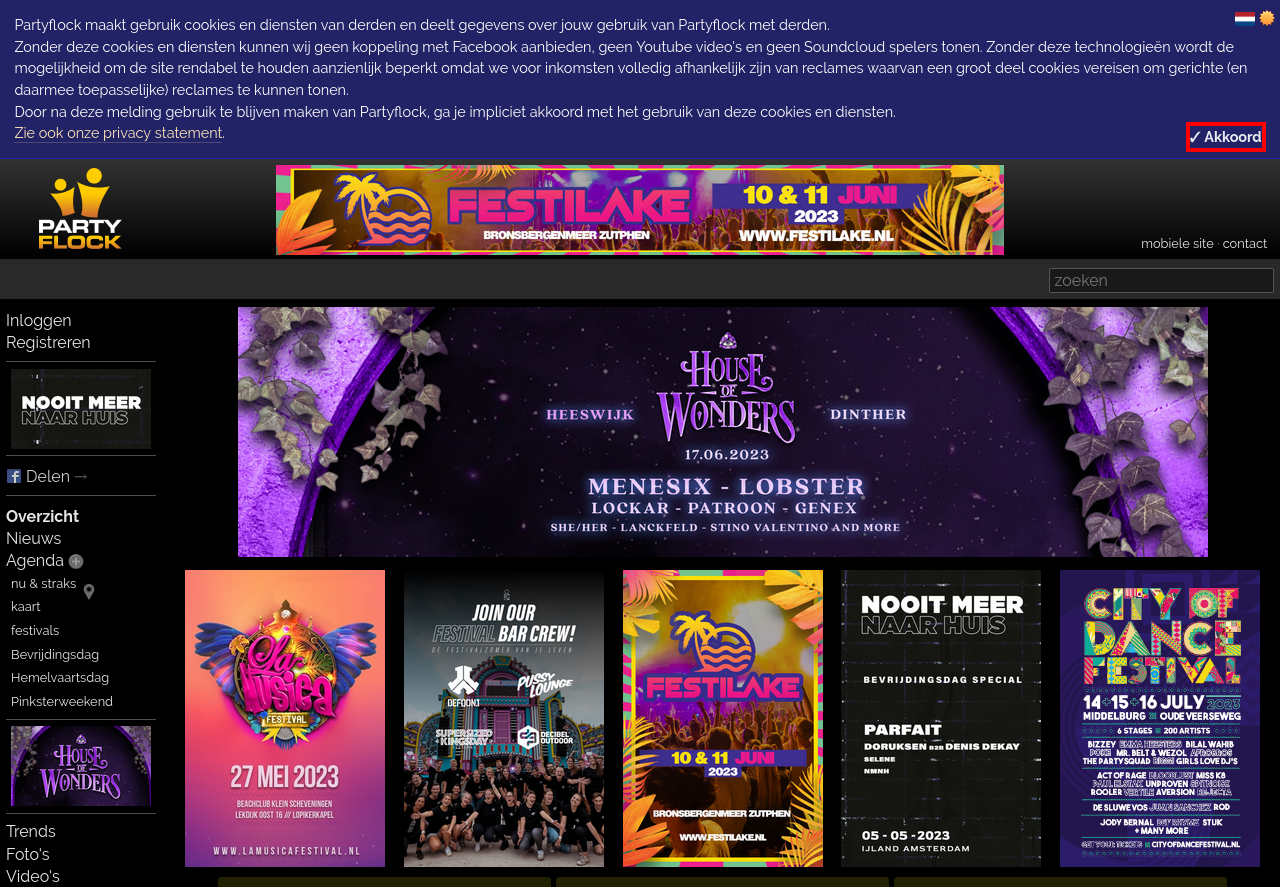 Partyflock maakt gebruik cookies en diensten van derden en deelt gegevens over jouw gebruik van Partyflock met derden.
Zonder deze cookies en diensten kunnen wij geen koppeling met Facebook aanbieden, geen Youtube video's en geen Soundcloud spelers tonen. Zonder deze technologieën wordt de
mogelijkheid om de site rendabel te houden aanzienlijk beperkt omdat we voor inkomsten volledig afhankelijk zijn van reclames waarvan een groot deel cookies vereisen om gerichte (en
daarmee toepasselijke) reclames te kunnen tonen.
Door na deze melding gebruik te blijven maken van Partyflock, ga je impliciet akkoord met het gebruik van deze cookies en diensten.
Zie ook onze privacy statement.
✓ Akkoord
PARTY
FLOCK
FESTILAKE
BRONSBERGENMEER ZUTPHEN
10 & 11 JUNI
2023
WWW.FESTILAKE.NL
mobiele site · contact
zoeken
Inloggen
Registreren
NOOIT MEER
NAAR HUIS
Delen →
Overzicht
Nieuws
Agenda
nu & straks
kaart
festivals
Bevrijdingsdag
Hemelvaartsdag
Pinksterweekend
HOUSE
OF
WONDERS
Trends
Foto's
Video's
HOUSE
OF
WONDERS
HEESWIJK DINTHER
17.06.2023
MENESIX - LOBSTER
LOCKAR - PATROON - GENEX
SHE/HER - LANCKFELD - STINO VALENTINO AND MORE
La
Musica
FESTIVAL
27 MEI 2023
BEACHCLUB KLEIN SCHEVENINGEN
LEKDIJK OOST 16 /// LOPIKERKAPEL
WWW.LAMUSICAFESTIVAL.NL
JOIN OUR
FESTIVAL BAR CREW!
DE FESTIVALZOMER VAN JE LEVEN
DEFQON.1
PUSSY
LOUNGE
SUPERSIZED
KINGSDAY
DECIBEL
OUTDOOR
FESTILAKE
10 & 11 JUNI
2023
BRONSBERGENMEER ZUTPHEN
WWW.FESTILAKE.NL
NOOIT MEER
NAAR HUIS
BEVRIJDINGSDAG SPECIAL
PARFAIT
DORUKSEN B2B DENIS DEKAY
SELENE
NMNH
05 - 05 -2023
IJLAND AMSTERDAM
CITY OF
DANCE
FESTIVAL
14+15+16 JULY 2023
MIDDELBURG OUDE VEERSEWEG
6 STAGES 200 ARTISTS
BIZZEY EMMA HEESTERS BILAL WAHIB
POKE MR. BELT & WEZOL AFROBROS
THE PARTYSQUAD BIGGI GIRLS LOVE DJ'S
ACT OF RAGE BLOODLUST MISS K8
PAUL ELSTAK UNPROVEN SPITNOISE
ROOLER VERTILE AVERSION REJECTA
DE SLUWE VOS JUAN SANCHEZ ROD
JODY BERNAL STUK
+ MANY MORE
GET YOUR TICKETS CITYOFDANCEFESTIVAL.NL